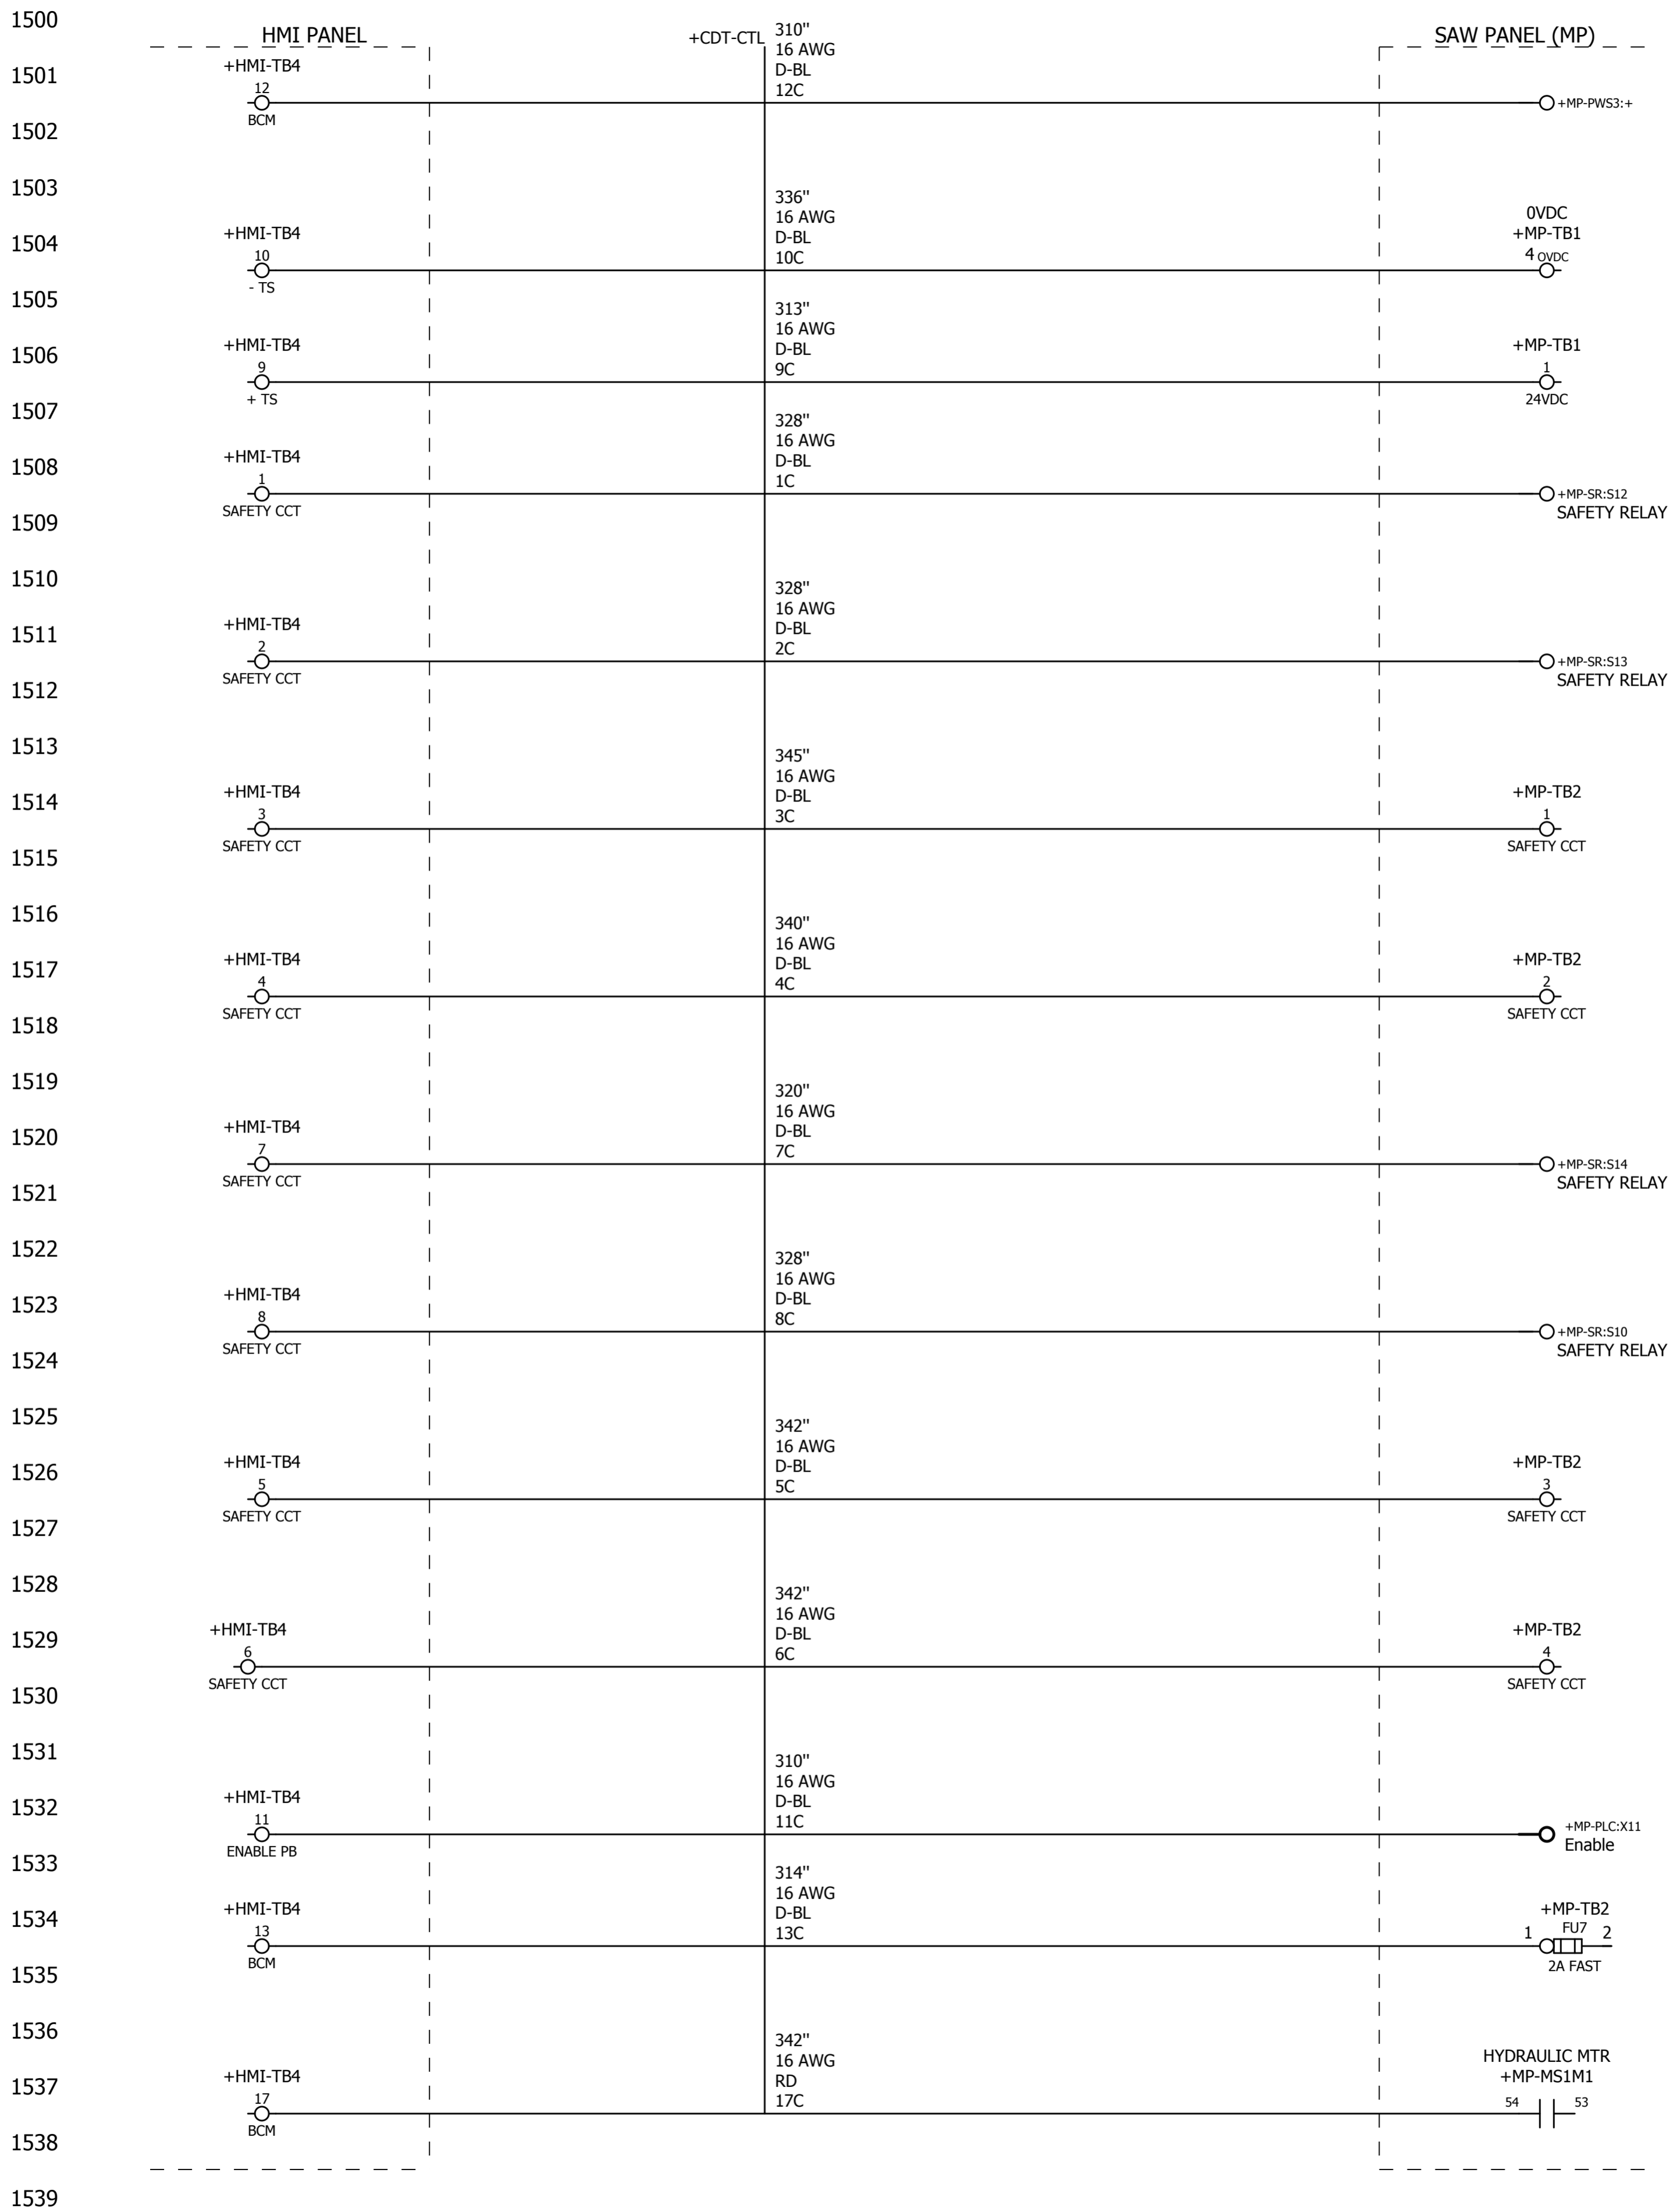 1500
HMI PANEL
+CDT-CTL
310"
SAW PANEL (MP)
16 AWG
1501
+HMI-TB4
D-BL
12
12C
+MP-PWS3:+
BCM
1502
1503
336"
16 AWG
0VDC
1504
+HMI-TB4
D-BL
+MP-TB1
10
10C
4 0VDC
- TS
1505
313"
16 AWG
1506
+HMI-TB4
D-BL
+MP-TB1
9
9C
1
+ TS
24VDC
1507
328"
16 AWG
1508
+HMI-TB4
D-BL
1
1C
+MP-SR:S12
SAFETY CCT
SAFETY RELAY
1509
1510
328"
16 AWG
1511
+HMI-TB4
D-BL
2
2C
+MP-SR:S13
SAFETY CCT
SAFETY RELAY
1512
1513
345"
16 AWG
1514
+HMI-TB4
D-BL
+MP-TB2
3
3C
1
SAFETY CCT
SAFETY CCT
1515
1516
340"
16 AWG
1517
+HMI-TB4
D-BL
+MP-TB2
4
4C
2
SAFETY CCT
SAFETY CCT
1518
1519
320"
16 AWG
1520
+HMI-TB4
D-BL
7
7C
+MP-SR:S14
SAFETY CCT
SAFETY RELAY
1521
1522
328"
16 AWG
1523
+HMI-TB4
D-BL
8
8C
+MP-SR:S10
SAFETY CCT
SAFETY RELAY
1524
1525
342"
16 AWG
1526
+HMI-TB4
D-BL
+MP-TB2
5
5C
3
SAFETY CCT
SAFETY CCT
1527
1528
342"
16 AWG
1529
+HMI-TB4
D-BL
+MP-TB2
6
6C
4
SAFETY CCT
SAFETY CCT
1530
1531
310"
16 AWG
1532
+HMI-TB4
D-BL
11
11C
+MP-PLC:X11
ENABLE PB
Enable
1533
314"
16 AWG
1534
+HMI-TB4
D-BL
+MP-TB2
13
13C
1 FU7 2
BCM
2A FAST
1535
1536
342"
16 AWG
HYDRAULIC MTR
1537
+HMI-TB4
RD
+MP-MS1M1
17
17C
54 53
BCM
1538
1539